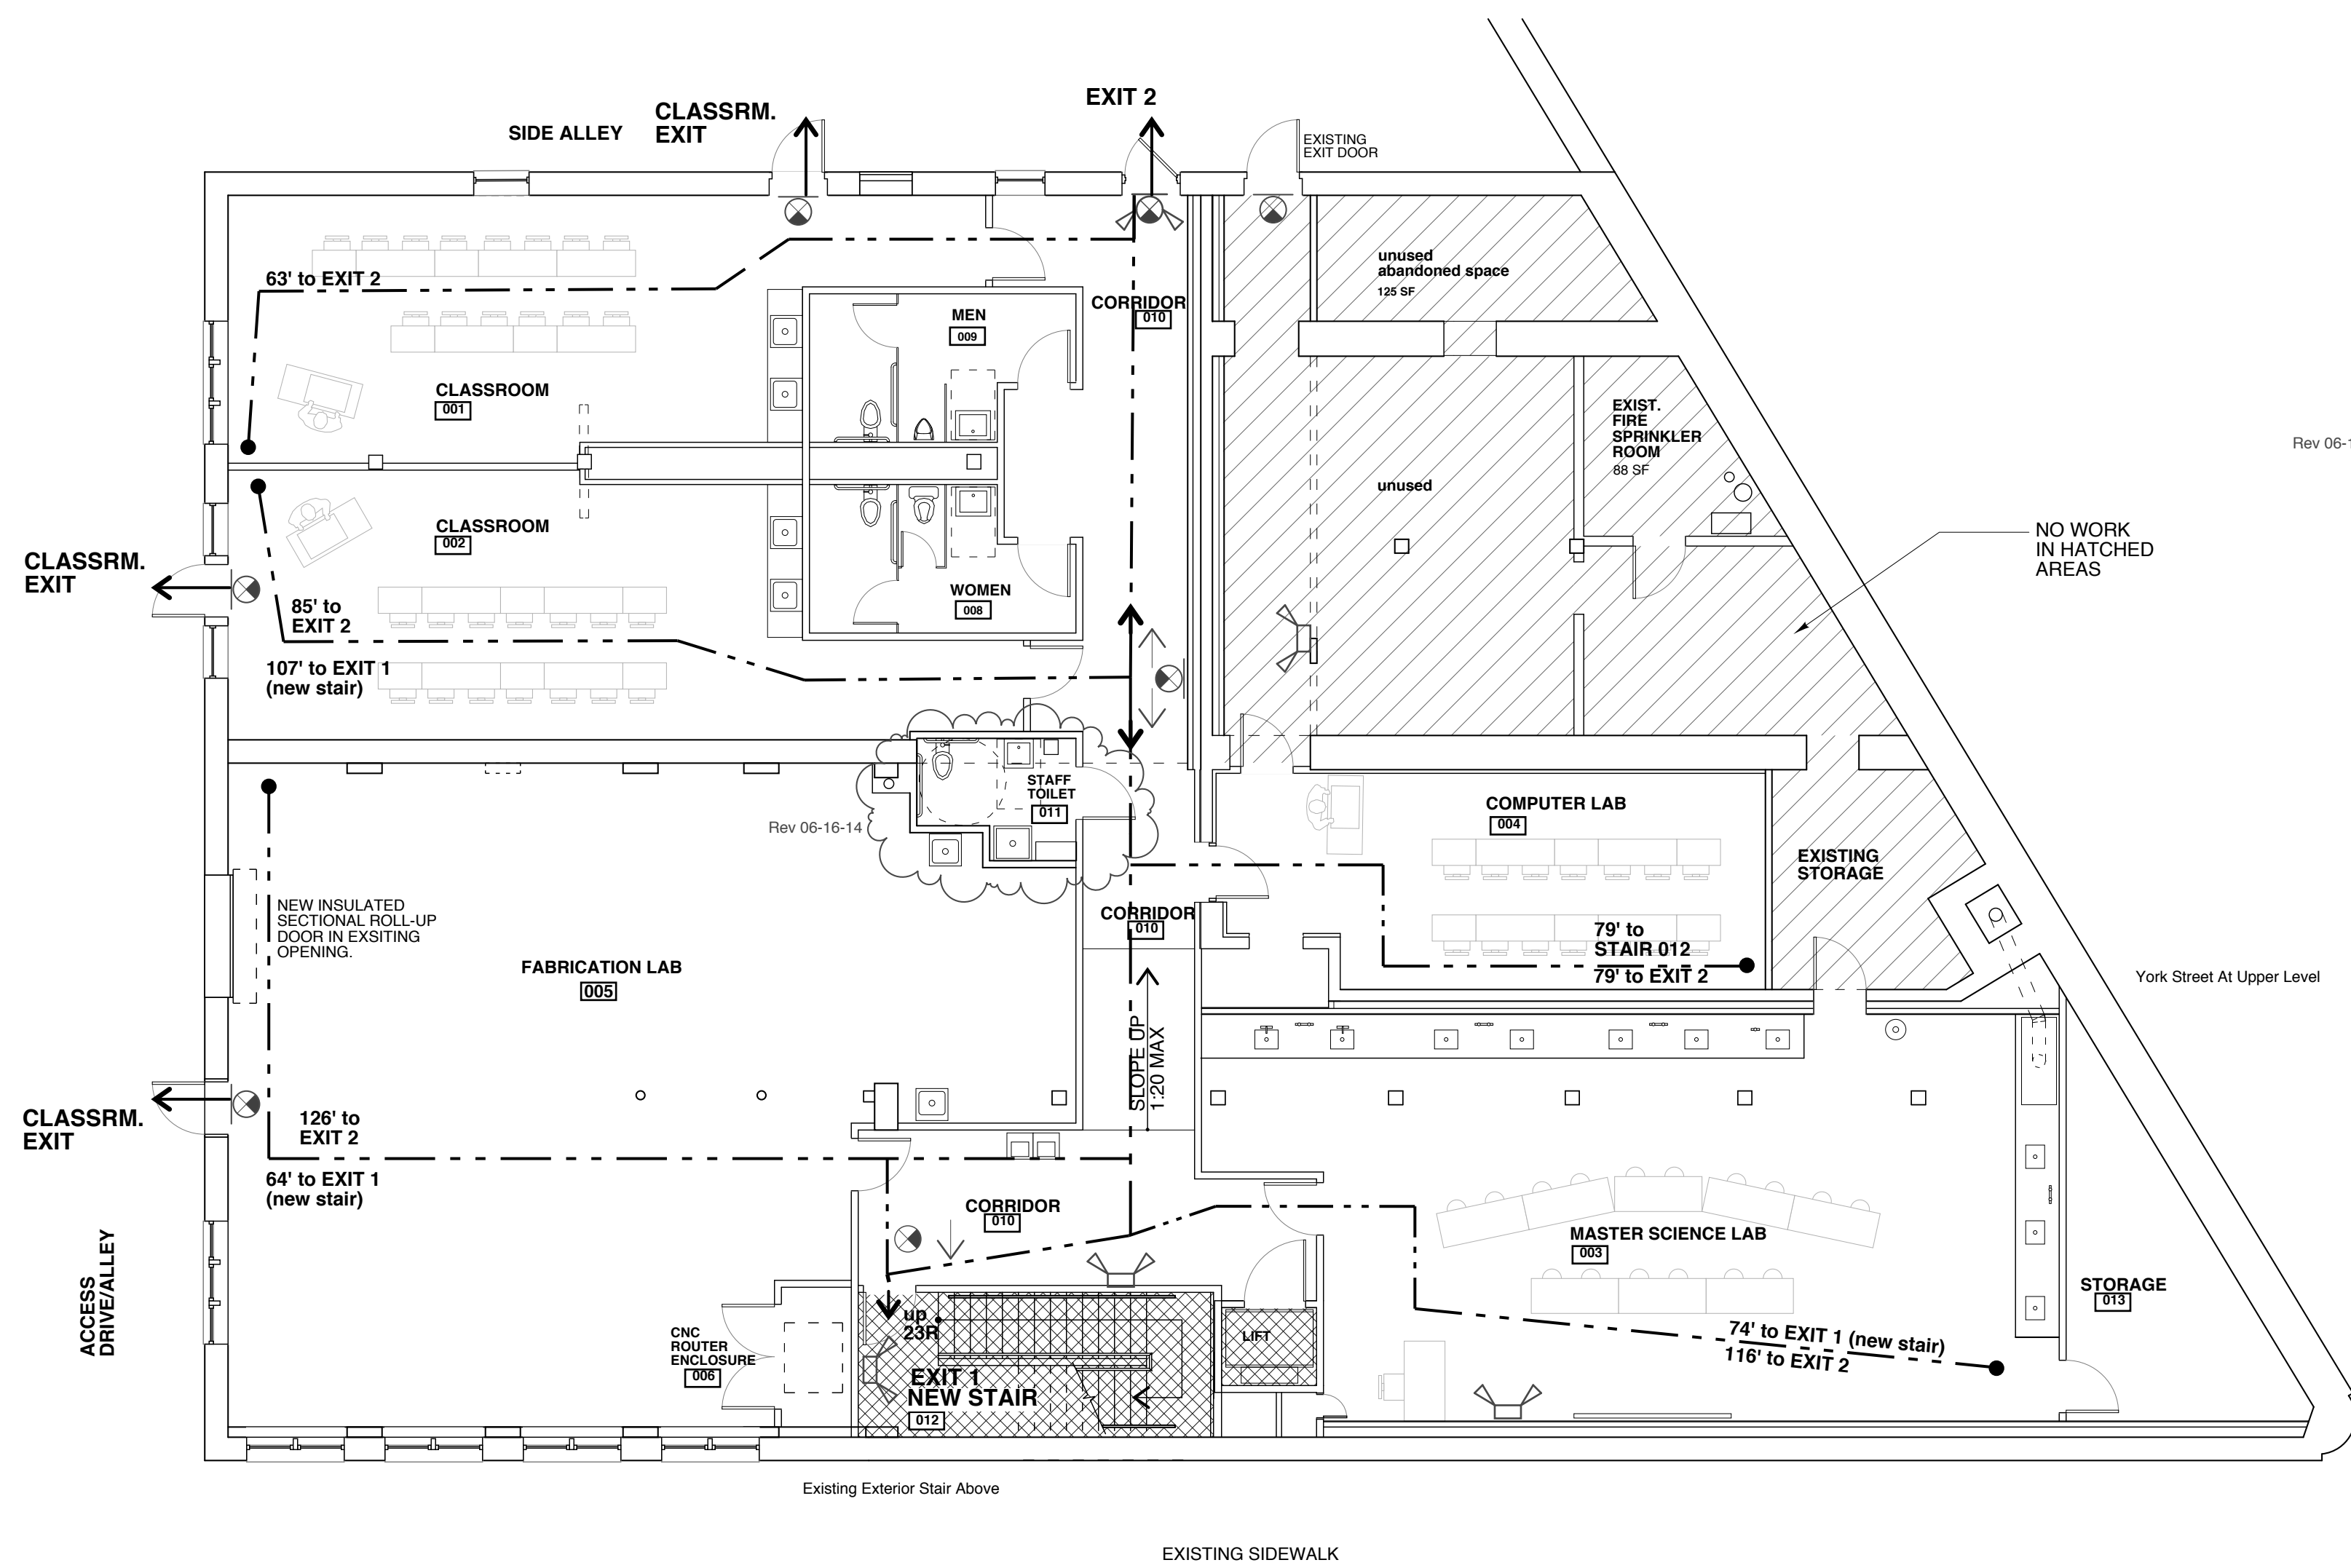 EXIT 2
CLASSRM.
EXIT
SIDE ALLEY
EXISTING
EXIT DOOR
unused
abandoned space
125 SF
63' to EXIT 2
CORRIDOR
010
MEN
009
CLASSROOM
001
EXIST.
FIRE
SPRINKLER
ROOM
88 SF
Rev 06-1
unused
CLASSROOM
002
NO WORK
IN HATCHED
AREAS
CLASSRM.
EXIT
WOMEN
008
85' to
EXIT 2
107' to EXIT 1
(new stair)
STAFF
TOILET
011
Rev 06-16-14
COMPUTER LAB
004
EXISTING
STORAGE
NEW INSULATED
SECTIONAL ROLL-UP
DOOR IN EXSITING
OPENING.
CORRIDOR
010
79' to
STAIR 012
79' to EXIT 2
FABRICATION LAB
005
York Street At Upper Level
SLOPE UP
1:20 MAX
CLASSRM.
EXIT
126' to
EXIT 2
64' to EXIT 1
(new stair)
CORRIDOR
010
MASTER SCIENCE LAB
003
ACCESS
DRIVE/ALLEY
STORAGE
013
up
23R
LIFT
CNC
ROUTER
ENCLOSURE
006
74' to EXIT 1 (new stair)
116' to EXIT 2
EXIT 1
NEW STAIR
012
Existing Exterior Stair Above
EXISTING SIDEWALK